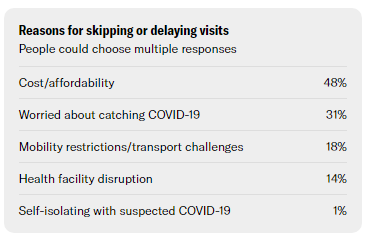 Reasons for skipping or delaying visits
People could choose multiple responses
Cost/affordability 48%
Worried about catching COVID-19 31%
Mobility restrictions/transport challenges 18%
Health facility disruption 14%
Self-isolating with suspected COVID-19 1%